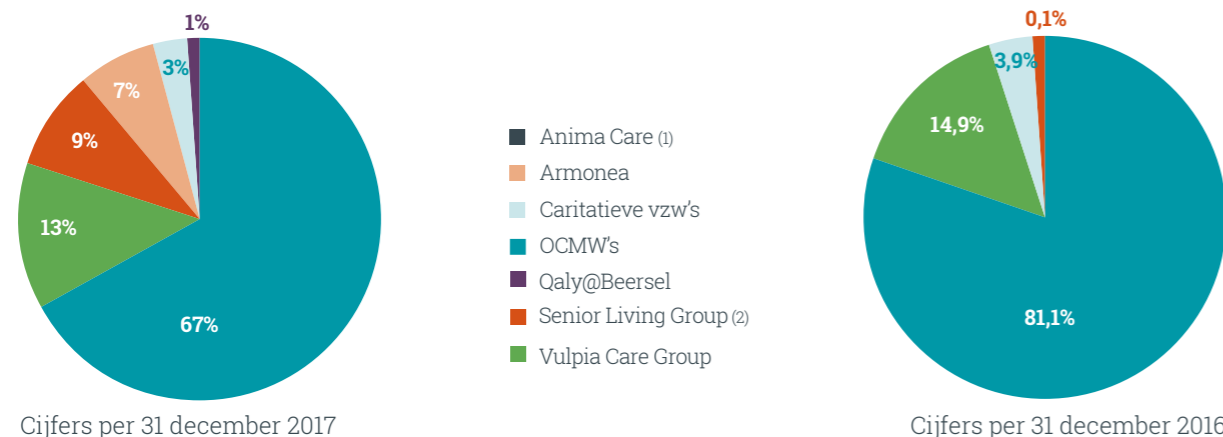 1%
3%
7%
9%
13%
67%
Cijfers per 31 december 2017
Anima Care (1)
Armonea
Caritatieve vzw's
OCMW's
Qaly@Beersel
Senior Living Group (2)
Vulpia Care Group
0,1%
3,9%
14,9%
81,1%
Cijfers per 31 december 2016